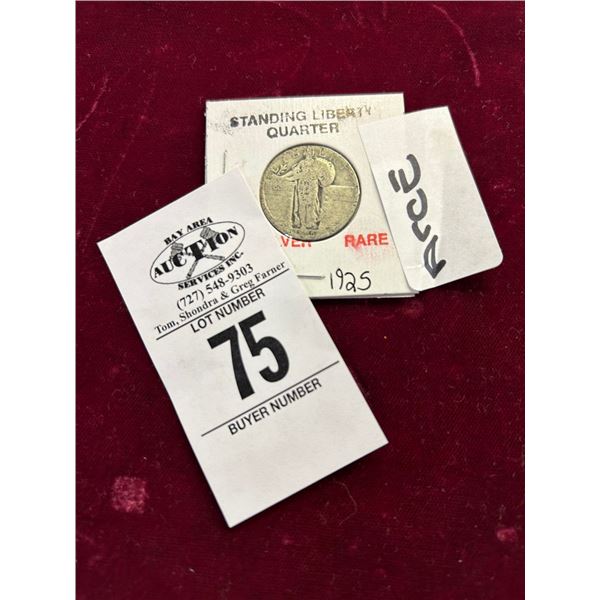 STANDING LIBERTY
QUARTER
VER RARE
1925
ACE
BAY AREA
AUCTION
SERVICES INC.
(727) 548-9303
Tom, Shondra & Greg Farner
LOT NUMBER
75
BUYER NUMBER